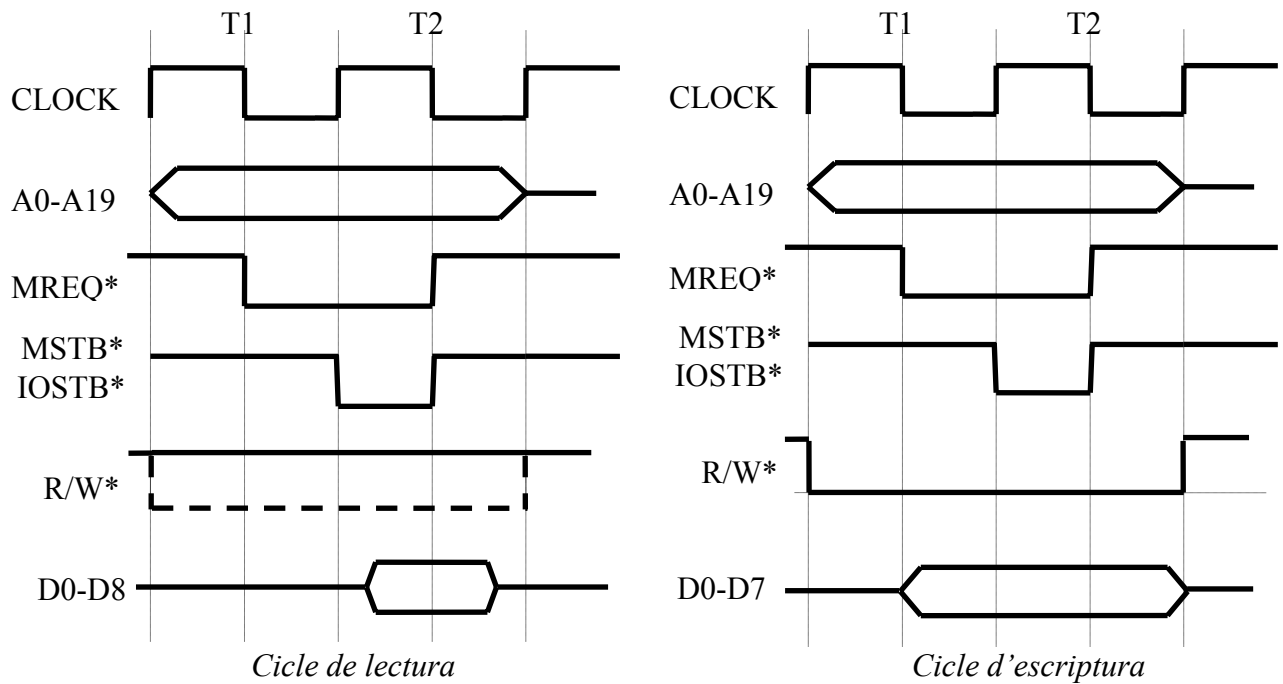 T1 T2
CLOCK
A0-A19
MREQ*
MSTB*
IOSTB*
R/W*
D0-D8
Cicle de lectura
T1 T2
CLOCK
A0-A19
MREQ*
MSTB*
IOSTB*
R/W*
D0-D7
Cicle d’escriptura